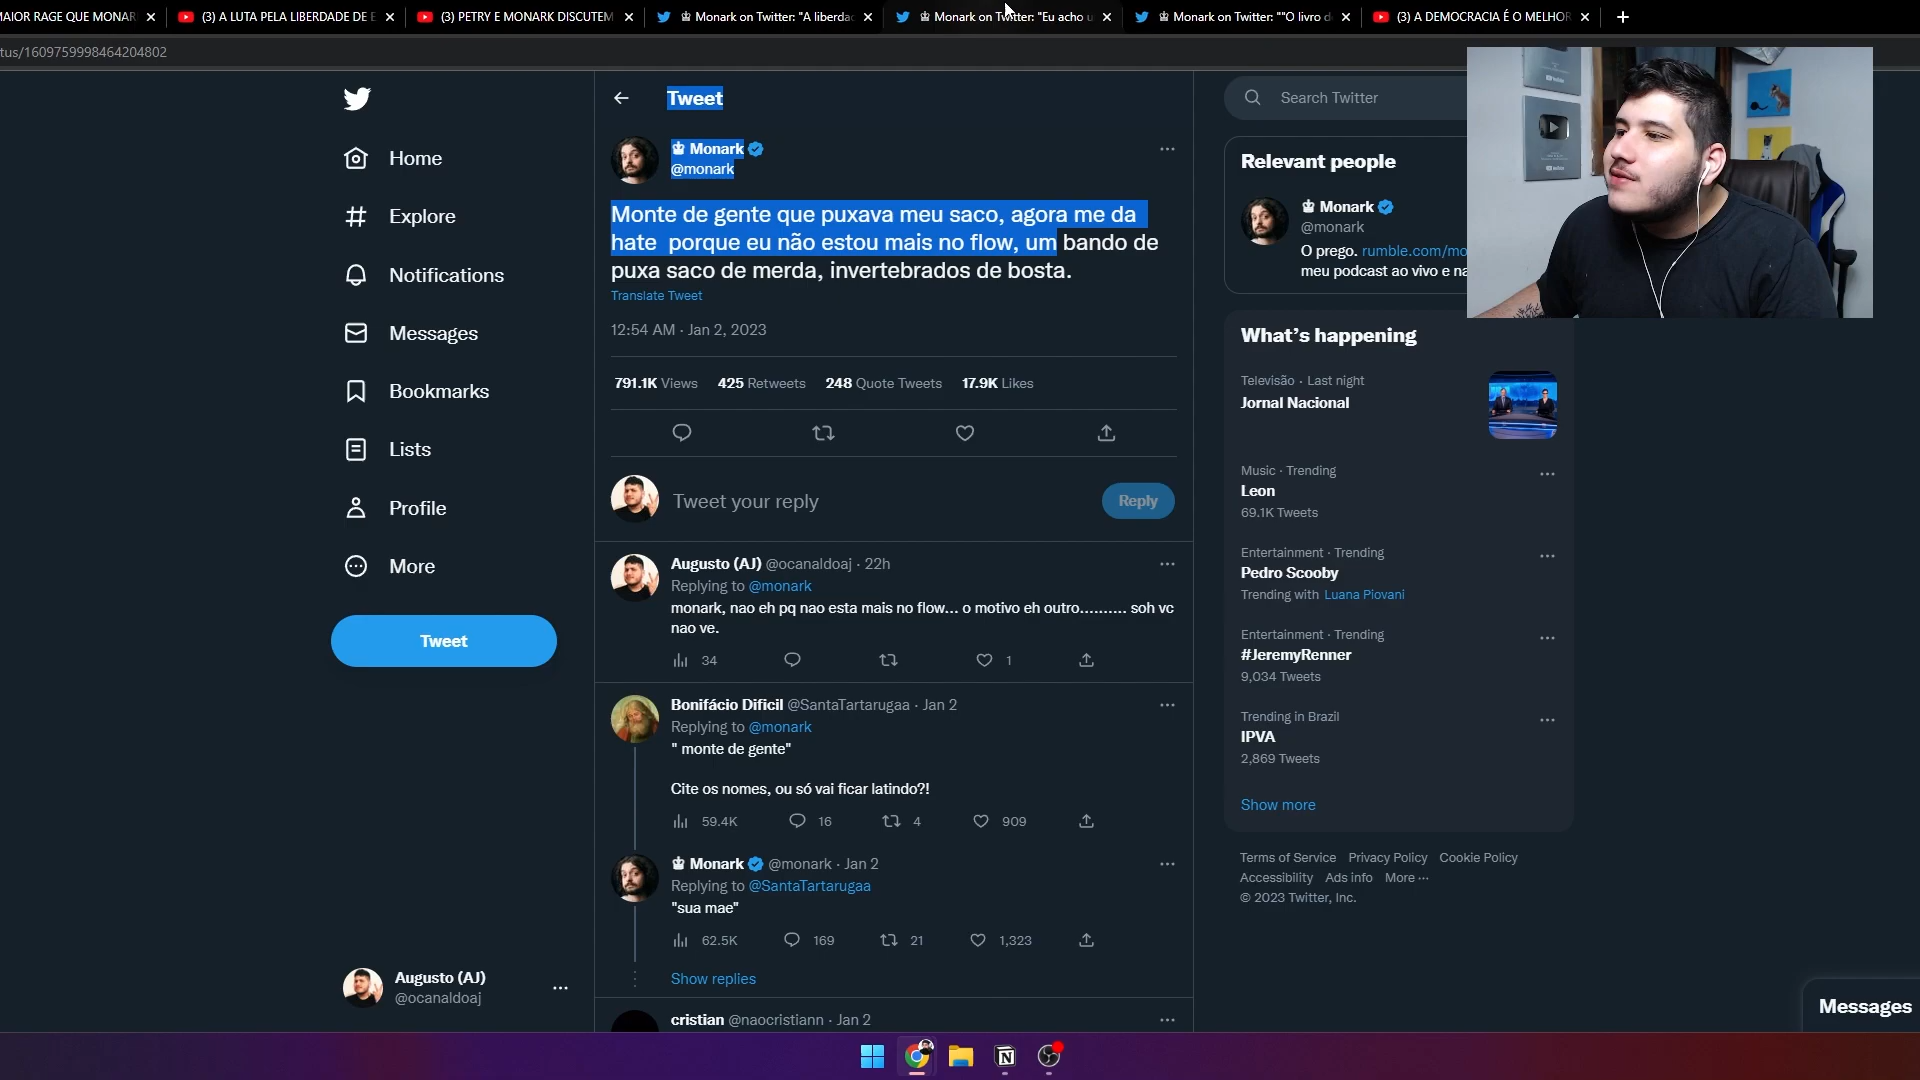 MAIOR RAGE QUE MONAR
(3) A LUTA PELA LIBERDADE DE E
(3) PETRY E MONARK DISCUTEM
Monark on Twitter: "A liberdad
Monark on Twitter: "Eu acho u
Monark on Twitter: ""O livro d
(3) A DEMOCRACIA É O MELHOR
tus/1609759998464204802
Tweet
Search Twitter
Home
Explore
Notifications
Messages
Bookmarks
Lists
Profile
More
Tweet
Augusto (AJ)
@ocanaldoaj
Monark
@monark
Monte de gente que puxava meu saco, agora me da
hate porque eu não estou mais no flow, um bando de
puxa saco de merda, invertebrados de bosta.
Translate Tweet
12:54 AM · Jan 2, 2023
791.1K Views 425 Retweets 248 Quote Tweets 17.9K Likes
Tweet your reply
Reply
Augusto (AJ) @ocanaldoaj · 22h
Replying to @monark
monark, nao eh pq nao esta mais no flow... o motivo eh outro.......... soh vc
nao ve.
34 1
Bonifácio Dificil @SantaTartarugaa · Jan 2
Replying to @monark
" monte de gente"
Cite os nomes, ou só vai ficar latindo?!
59.4K 16 4 909
Monark @monark · Jan 2
Replying to @SantaTartarugaa
"sua mae"
62.5K 169 21 1,323
Show replies
cristian @naocristiann · Jan 2
Relevant people
Monark
@monark
O prego. rumble.com/mo
meu podcast ao vivo e na
What's happening
Televisão · Last night
Jornal Nacional
Music · Trending
Leon
69.1K Tweets
Entertainment · Trending
Pedro Scooby
Trending with Luana Piovani
Entertainment · Trending
#JeremyRenner
9,034 Tweets
Trending in Brazil
IPVA
2,869 Tweets
Show more
Terms of Service Privacy Policy Cookie Policy
Accessibility Ads info More ···
© 2023 Twitter, Inc.
Messages